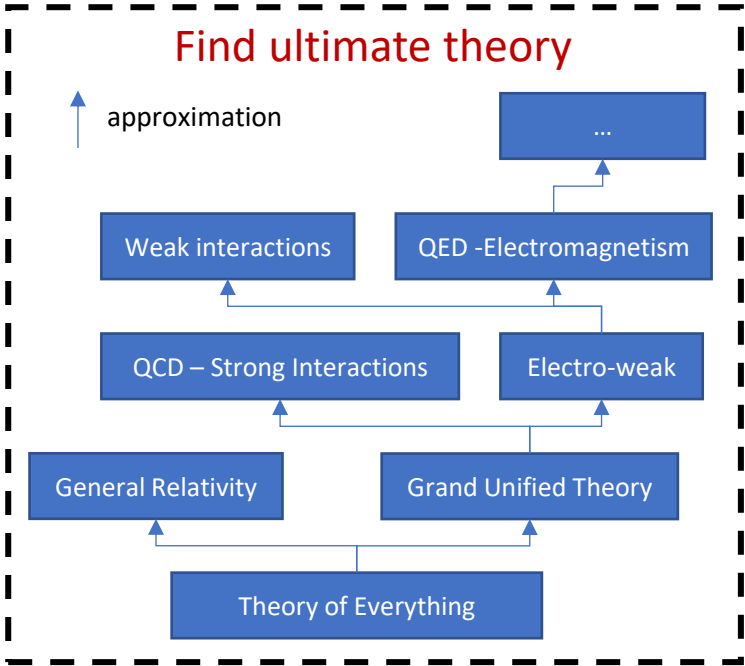 Find ultimate theory
approximation
...
Weak interactions
QED -Electromagnetism
QCD – Strong Interactions
Electro-weak
General Relativity
Grand Unified Theory
Theory of Everything